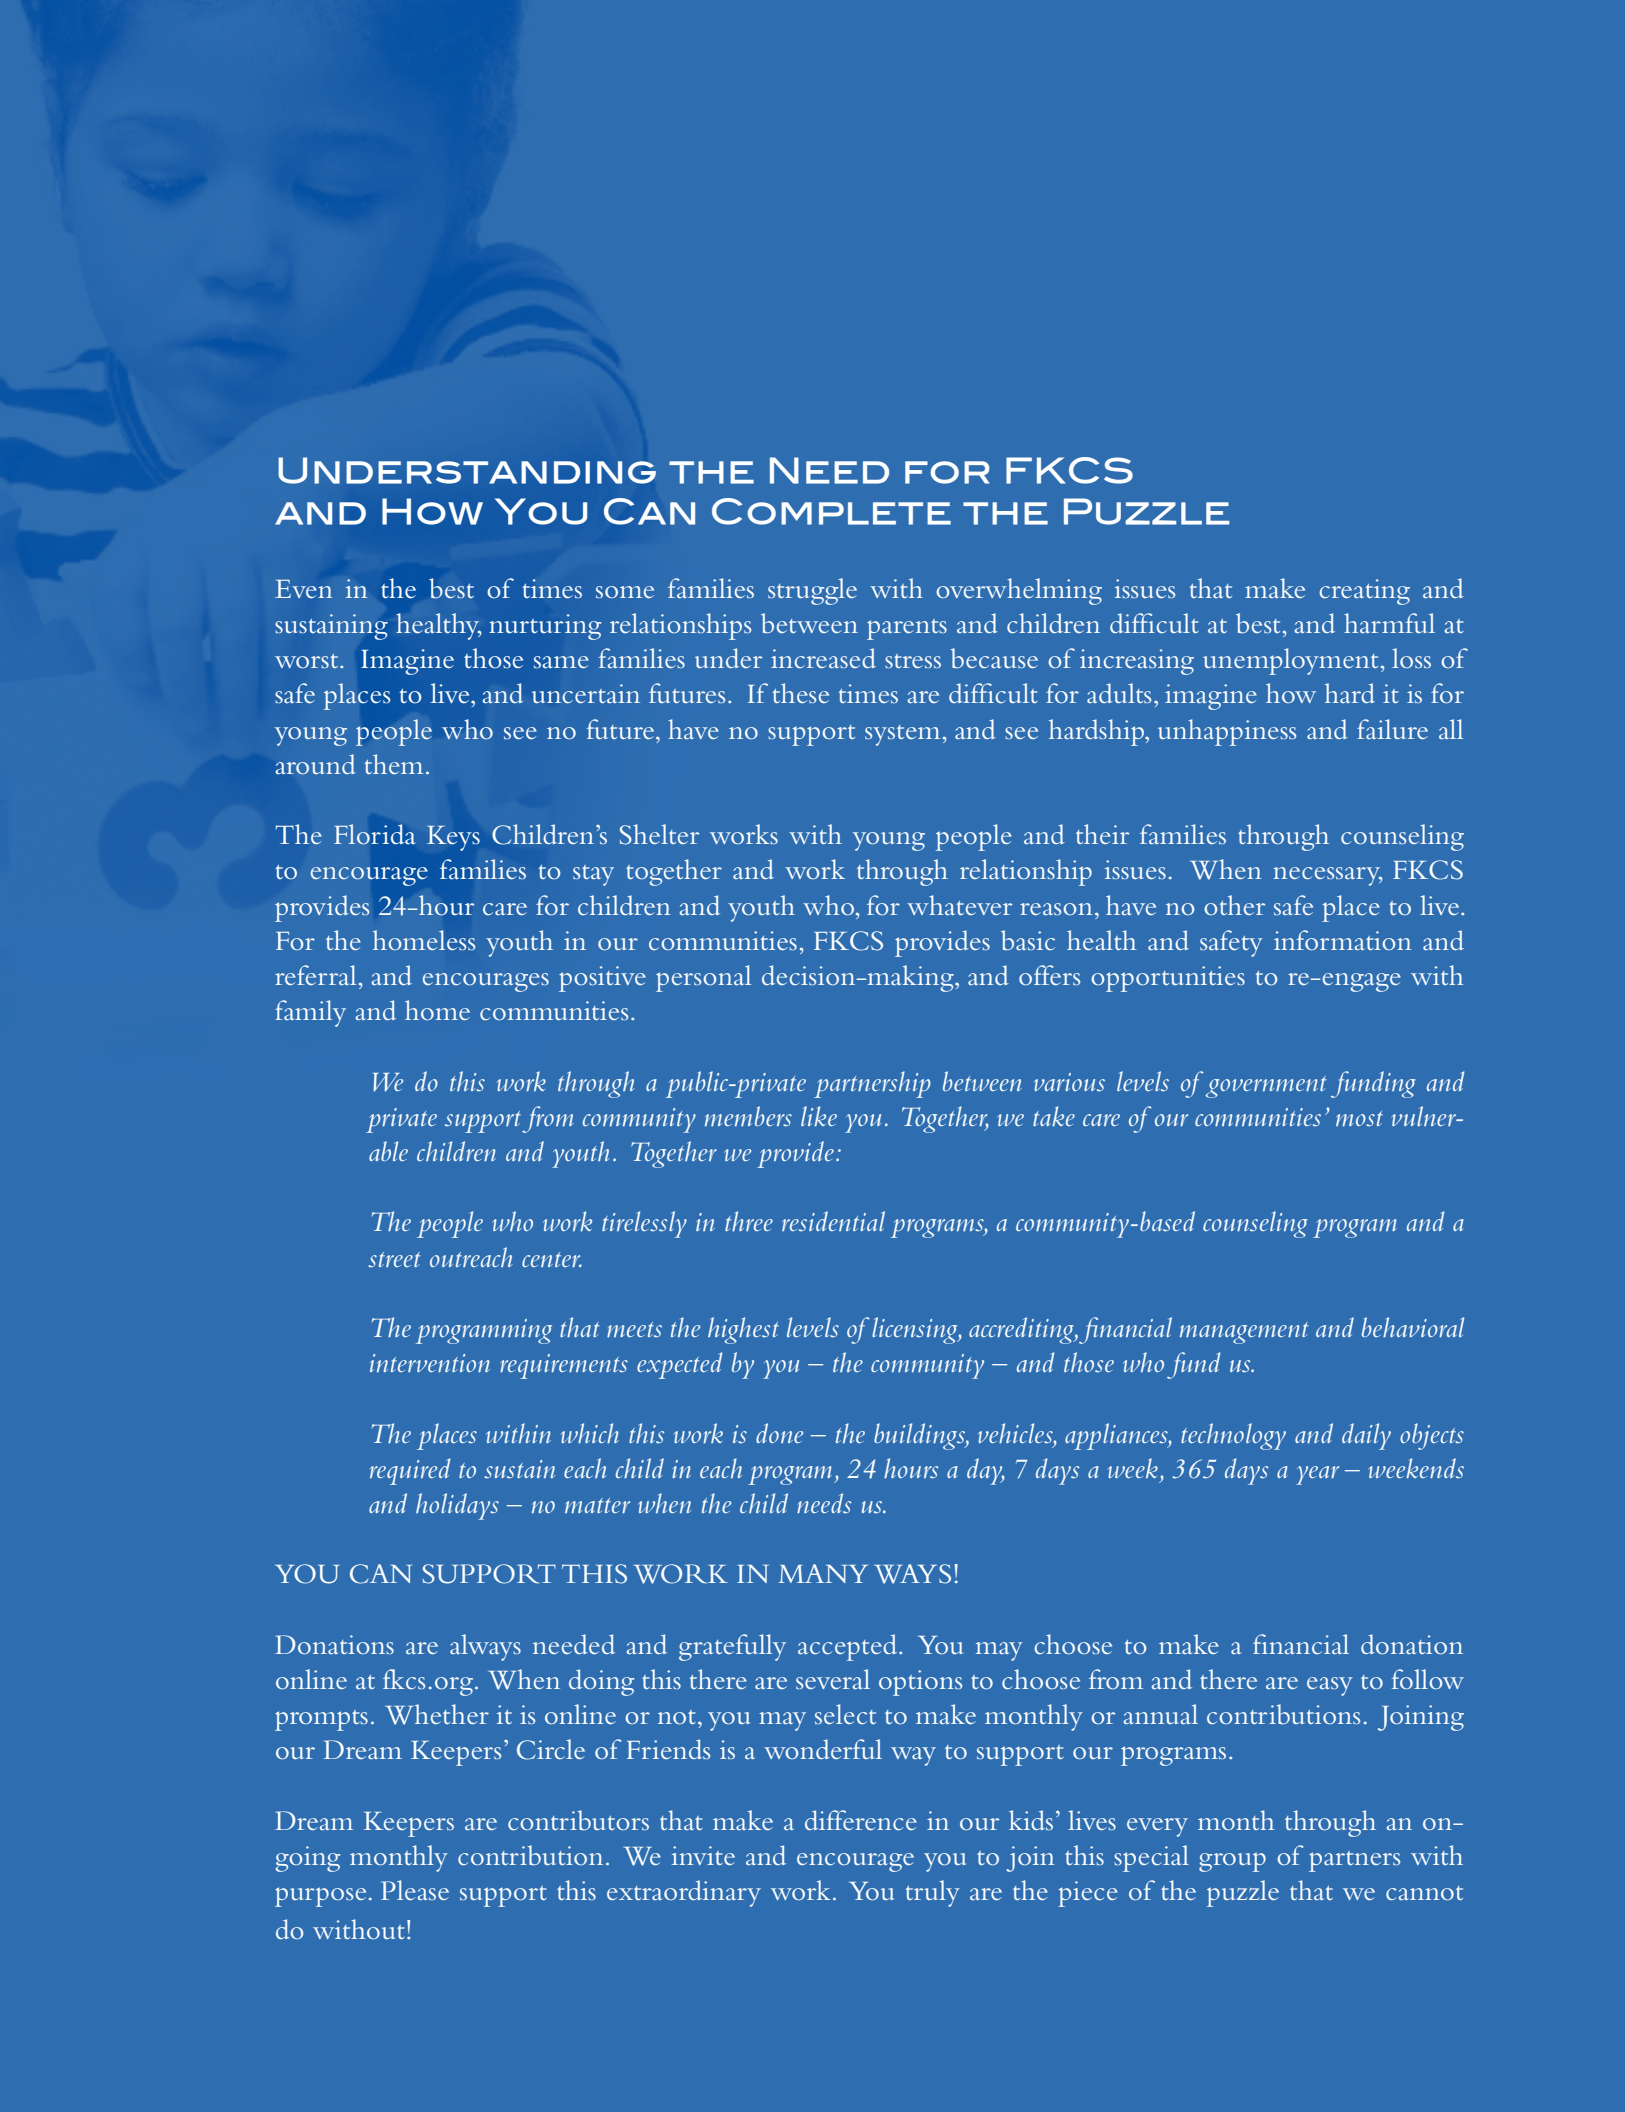 Understanding the Need for FKCS
and How You Can Complete the Puzzle
Even in the best of times some families struggle with overwhelming issues that make creating and
sustaining healthy, nurturing relationships between parents and children difficult at best, and harmful at
worst. Imagine those same families under increased stress because of increasing unemployment, loss of
safe places to live, and uncertain futures. If these times are difficult for adults, imagine how hard it is for
young people who see no future, have no support system, and see hardship, unhappiness and failure all
around them.
The Florida Keys Children's Shelter works with young people and their families through counseling
to encourage families to stay together and work through relationship issues. When necessary, FKCS
provides 24-hour care for children and youth who, for whatever reason, have no other safe place to live.
For the homeless youth in our communities, FKCS provides basic health and safety information and
referral, and encourages positive personal decision-making, and offers opportunities to re-engage with
family and home communities.
We do this work through a public-private partnership between various levels of government funding and
private support from community members like you. Together, we take care of our communities' most vulner-
able children and youth. Together we provide:
The people who work tirelessly in three residential programs, a community-based counseling program and a
street outreach center.
The programming that meets the highest levels of licensing, accrediting, financial management and behavioral
intervention requirements expected by you – the community – and those who fund us.
The places within which this work is done – the buildings, vehicles, appliances, technology and daily objects
required to sustain each child in each program, 24 hours a day, 7 days a week, 365 days a year – weekends
and holidays – no matter when the child needs us.
YOU CAN SUPPORT THIS WORK IN MANY WAYS!
Donations are always needed and gratefully accepted. You may choose to make a financial donation
online at fkcs.org. When doing this there are several options to choose from and there are easy to follow
prompts. Whether it is online or not, you may select to make monthly or annual contributions. Joining
our Dream Keepers' Circle of Friends is a wonderful way to support our programs.
Dream Keepers are contributors that make a difference in our kids' lives every month through an on-
going monthly contribution. We invite and encourage you to join this special group of partners with
purpose. Please support this extraordinary work. You truly are the piece of the puzzle that we cannot
do without!